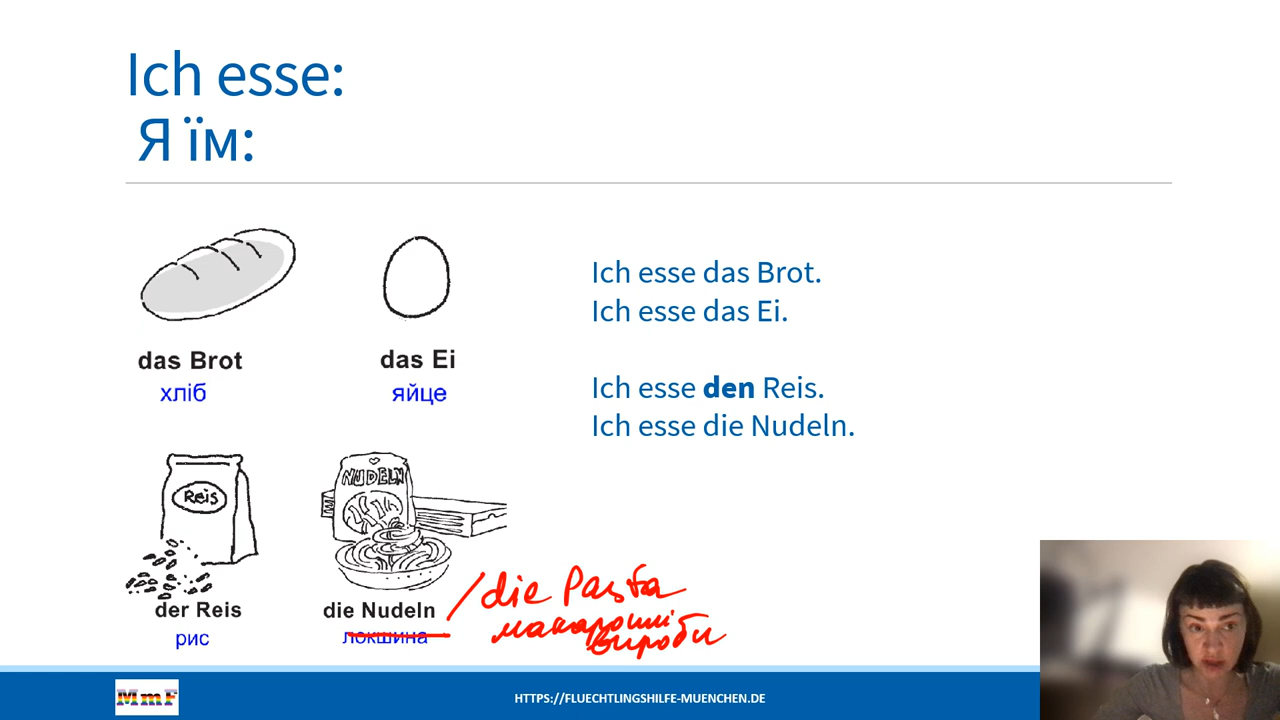 Ich esse:
Я їм:
das Brot
хліб
das Ei
яйце
Ich esse das Brot.
Ich esse das Ei.
Ich esse den Reis.
Ich esse die Nudeln.
Reis
NUDELN
der Reis
рис
die Nudeln / die Pasta
локшина
макаронні
вироби
MmF
HTTPS://FLUECHTLINGSHILFE-MUENCHEN.DE